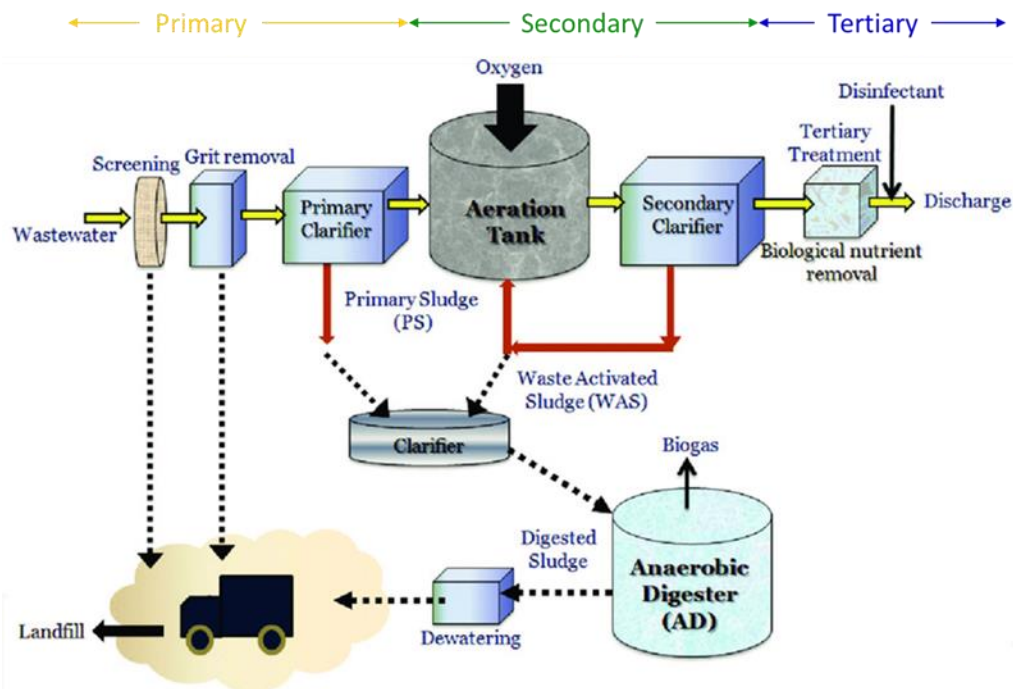 Primary
Secondary
Tertiary
Oxygen
Disinfectant
Screening
Grit removal
Tertiary
Treatment
Wastewater
Primary
Clarifier
Aeration
Tank
Secondary
Clarifier
Discharge
Biological nutrient
removal
Primary Sludge
(PS)
Waste Activated
Sludge (WAS)
Clarifier
Biogas
Digested
Sludge
Anaerobic
Digester
(AD)
Dewatering
Landfill